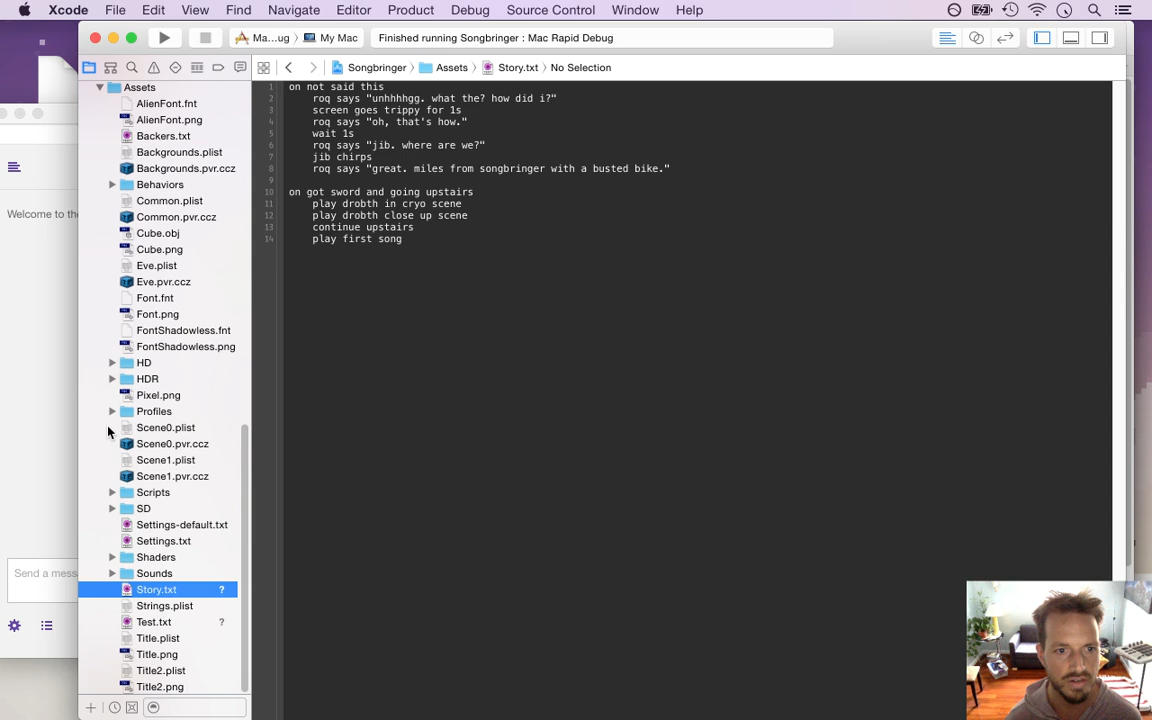 Xcode File Edit View Find Navigate Editor Product Debug Source Control Window Help
Ma...ug My Mac Finished running Songbringer : Mac Rapid Debug
Songbringer Assets Story.txt No Selection
Assets
AlienFont.fnt
AlienFont.png
Backers.txt
Backgrounds.plist
Backgrounds.pvr.ccz
Behaviors
Common.plist
Common.pvr.ccz
Cube.obj
Cube.png
Eve.plist
Eve.pvr.ccz
Font.fnt
Font.png
FontShadowless.fnt
FontShadowless.png
HD
HDR
Pixel.png
Profiles
Scene0.plist
Scene0.pvr.ccz
Scene1.plist
Scene1.pvr.ccz
Scripts
SD
Settings-default.txt
Settings.txt
Shaders
Sounds
Story.txt ?
Strings.plist
Test.txt ?
Title.plist
Title.png
Title2.plist
Title2.png
1 on not said this
2 roq says "unhhhhgg. what the? how did i?"
3 screen goes trippy for 1s
4 roq says "oh, that's how."
5 wait 1s
6 roq says "jib. where are we?"
7 jib chirps
8 roq says "great. miles from songbringer with a busted bike."
9
10 on got sword and going upstairs
11 play drobth in cryo scene
12 play drobth close up scene
13 continue upstairs
14 play first song
Welcome to th
Send a mess